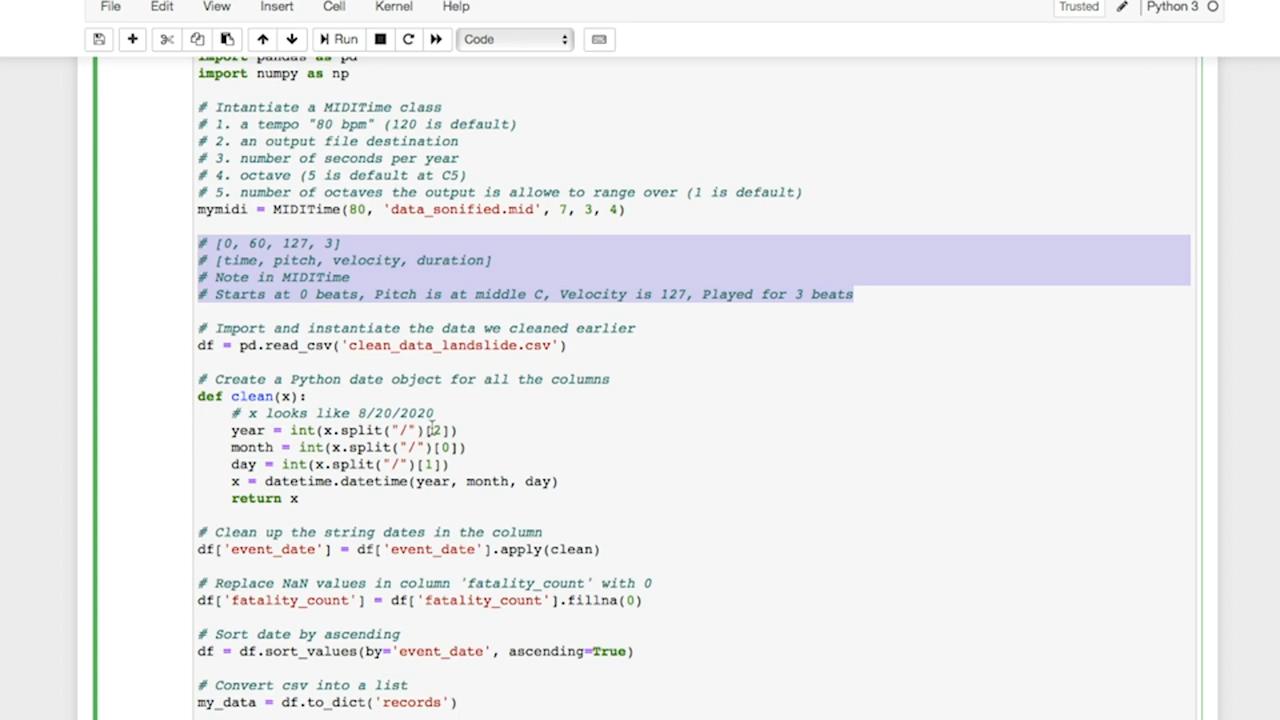 File Edit View Insert Cell Kernel Help Trusted Python 3
Run Code
import pandas as pd
import numpy as np
# Intantiate a MIDITime class
# 1. a tempo "80 bpm" (120 is default)
# 2. an output file destination
# 3. number of seconds per year
# 4. octave (5 is default at C5)
# 5. number of octaves the output is allowe to range over (1 is default)
mymidi = MIDITime(80, 'data_sonified.mid', 7, 3, 4)
# [0, 60, 127, 3]
# [time, pitch, velocity, duration]
# Note in MIDITime
# Starts at 0 beats, Pitch is at middle C, Velocity is 127, Played for 3 beats
# Import and instantiate the data we cleaned earlier
df = pd.read_csv('clean_data_landslide.csv')
# Create a Python date object for all the columns
def clean(x):
# x looks like 8/20/2020
year = int(x.split("/")[2])
month = int(x.split("/")[0])
day = int(x.split("/")[1])
x = datetime.datetime(year, month, day)
return x
# Clean up the string dates in the column
df['event_date'] = df['event_date'].apply(clean)
# Replace NaN values in column 'fatality_count' with 0
df['fatality_count'] = df['fatality_count'].fillna(0)
# Sort date by ascending
df = df.sort_values(by='event_date', ascending=True)
# Convert csv into a list
my_data = df.to_dict('records')